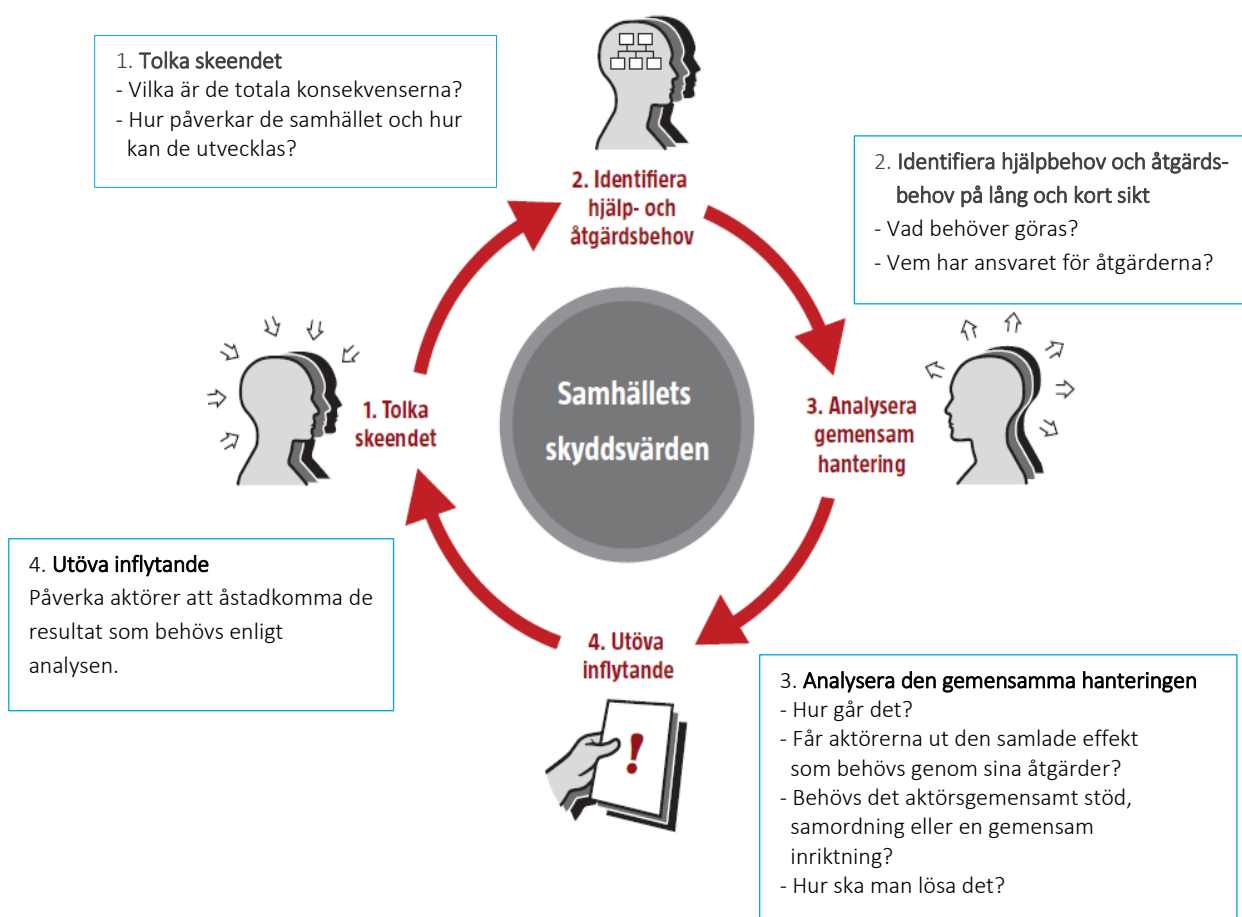 1. Tolka skeendet
- Vilka är de totala konsekvenserna?
- Hur påverkar de samhället och hur
kan de utvecklas?
2. Identifiera
hjälp- och
åtgärdsbehov
2. Identifiera hjälpbehov och åtgärds-
behov på lång och kort sikt
- Vad behöver göras?
- Vem har ansvaret för åtgärderna?
1. Tolka
skeendet
Samhällets
skyddsvärden
3. Analysera
gemensam
hantering
4. Utöva inflytande
Påverka aktörer att åstadkomma de
resultat som behövs enligt
analysen.
4. Utöva
inflytande
!
3. Analysera den gemensamma hanteringen
- Hur går det?
- Får aktörerna ut den samlade effekt
som behövs genom sina åtgärder?
- Behövs det aktörsgemensamt stöd,
samordning eller en gemensam
inriktning?
- Hur ska man lösa det?